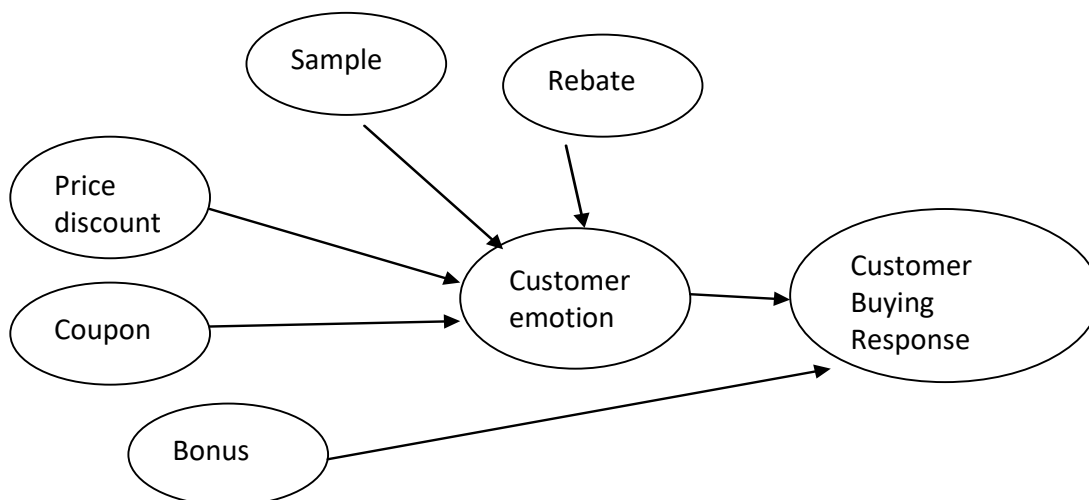 Sample
Rebate
Price
discount
Customer
emotion
Customer
Buying
Response
Coupon
Bonus